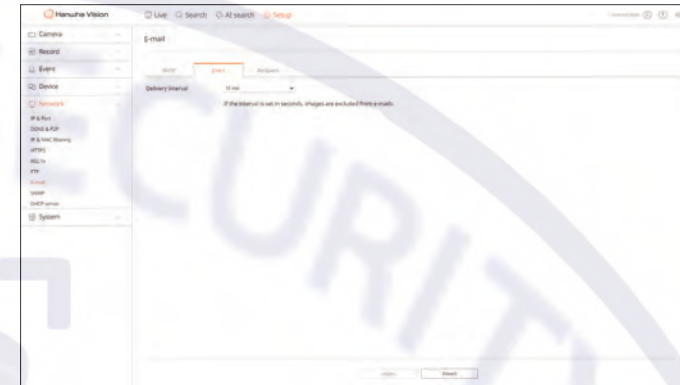 Hanwha Vision
Live Search AI search Setup
Camera
Record
Event
Device
Network
IP & Port
DDNS & P2P
IP & MAC filtering
HTTPS
802.1x
FTP
E-mail
SNMP
DHCP server
System
E-mail
SMTP Event Recipient
Delivery interval 10 min
If the interval is set in seconds, images are excluded from e-mails.
SECURITY